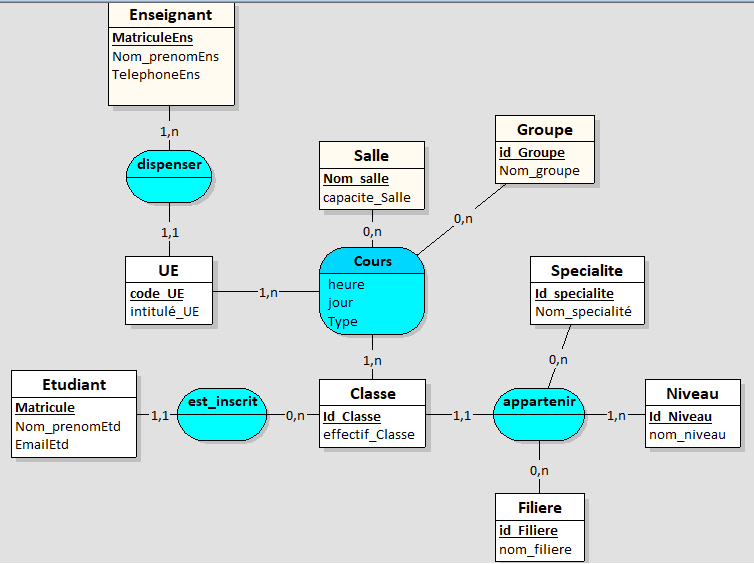 Enseignant
MatriculeEns
Nom_prenomEns
TelephoneEns
1,n
dispenser
1,1
Salle
Nom_salle
capacite_Salle
0,n
Groupe
id_Groupe
Nom_groupe
0,n
UE
code_UE
intitulé_UE
1,n
Cours
heure
jour
Type
1,n
Specialite
Id_specialite
Nom_specialité
0,n
Etudiant
Matricule
Nom_prenomEtd
EmailEtd
1,1
est_inscrit
0,n
Classe
Id_Classe
effectif_Classe
1,1
appartenir
1,n
Niveau
Id_Niveau
nom_niveau
0,n
Filiere
id_Filiere
nom_filiere